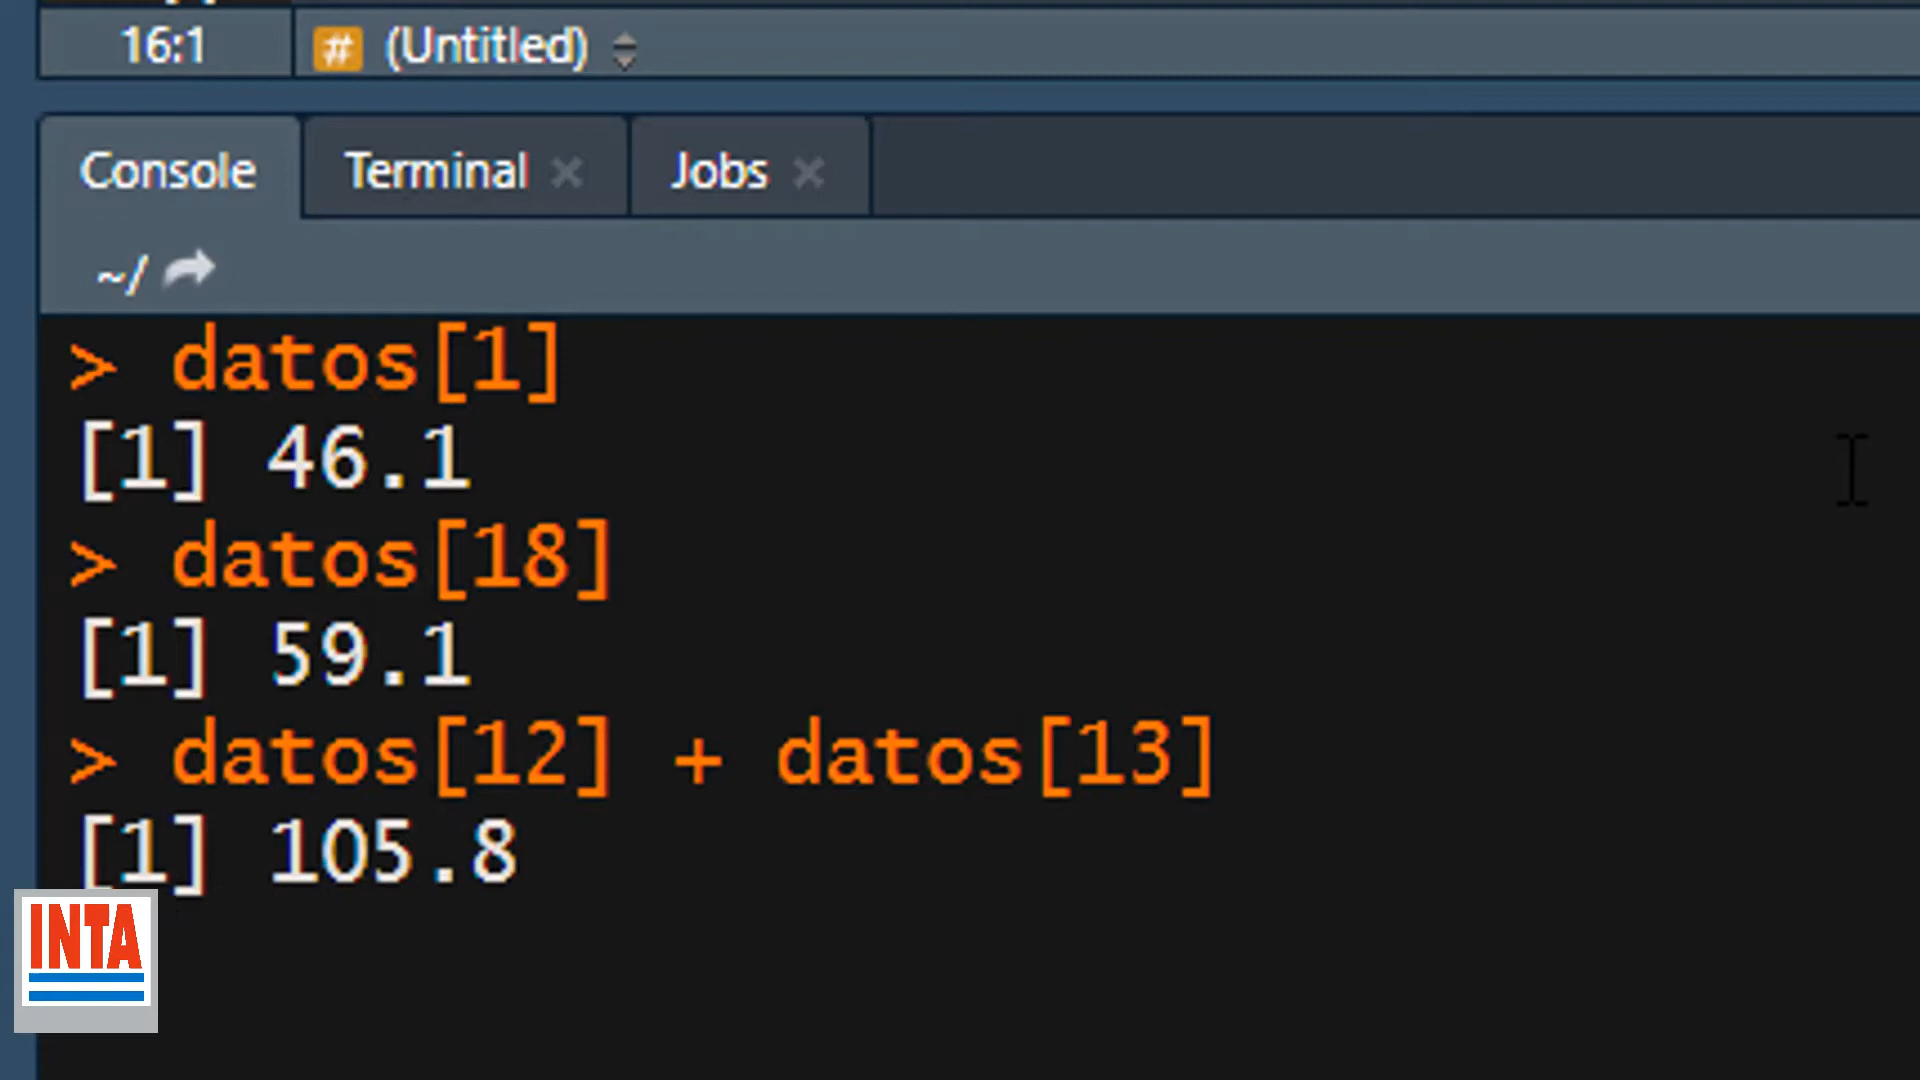 16:1 # (Untitled)
Console Terminal Jobs
~/
> datos[1]
[1] 46.1
> datos[18]
[1] 59.1
> datos[12] + datos[13]
[1] 105.8
INTA